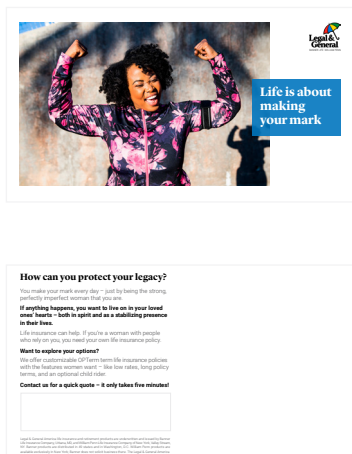 Legal &
General
Life is about
making
your mark
How can you protect your legacy?
You make your mark every day – just by being the strong,
perfectly imperfect woman that you are.
If anything happens, you want to live on in your loved
ones' hearts – both in spirit and as a stabilizing presence
in their lives.
Life insurance can help. If you're a woman with people
who rely on you, you need your own life insurance policy.
Want to explore your options?
We offer customizable OPTerm term life insurance policies
with the features women want – like low rates, long policy
terms, and an optional child rider.
Contact us for a quick quote – it only takes five minutes!